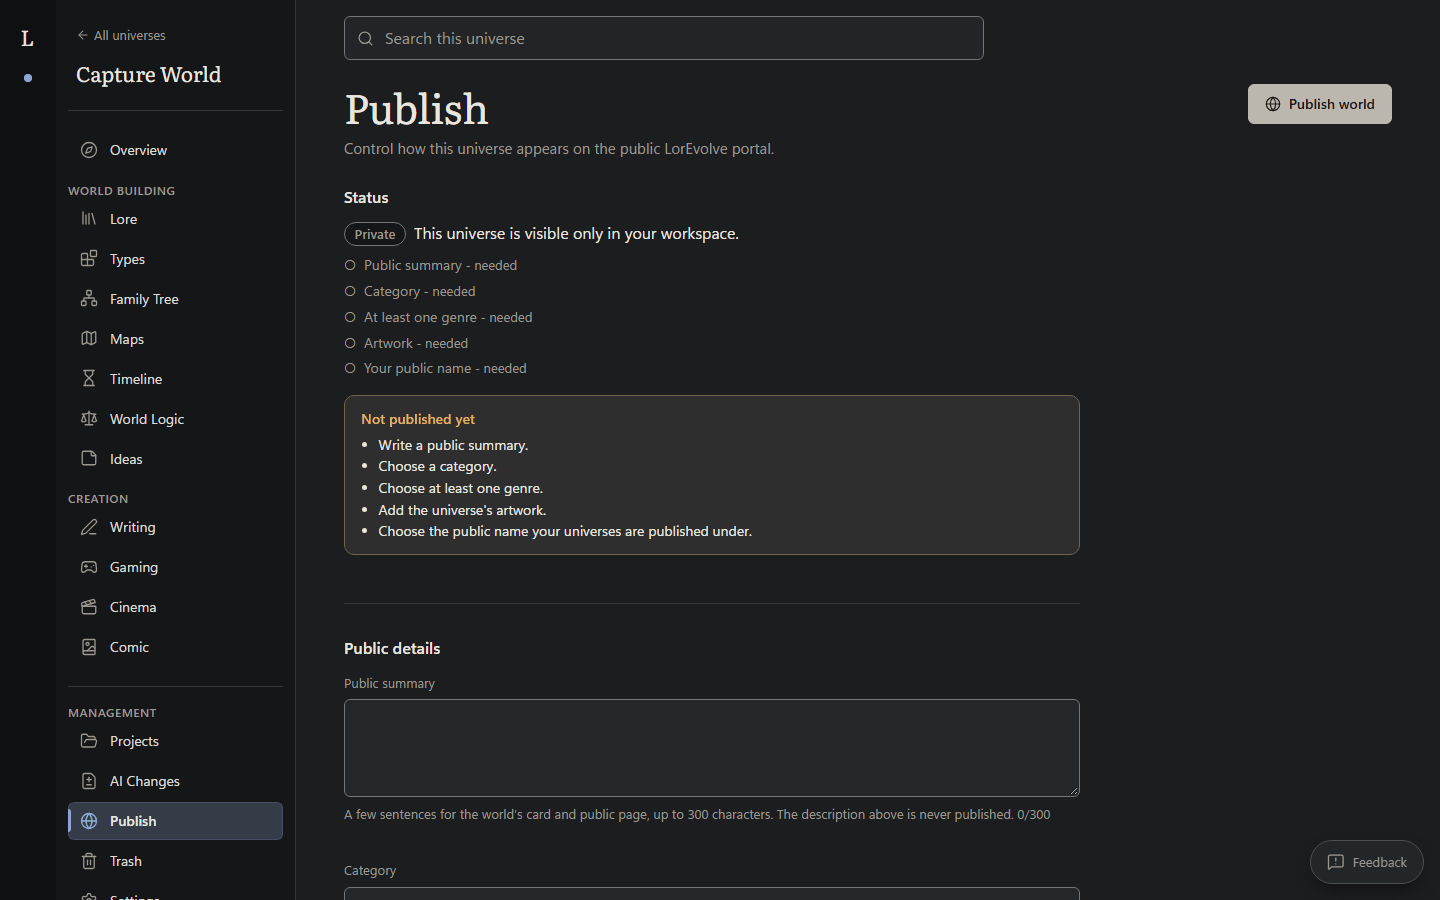 L
All universes
Capture World
Overview
WORLD BUILDING
Lore
Types
Family Tree
Maps
Timeline
World Logic
Ideas
CREATION
Writing
Gaming
Cinema
Comic
MANAGEMENT
Projects
AI Changes
Publish
Trash
Settings
Search this universe
Publish
Publish world
Control how this universe appears on the public LorEvolve portal.
Status
Private This universe is visible only in your workspace.
Public summary - needed
Category - needed
At least one genre - needed
Artwork - needed
Your public name - needed
Not published yet
• Write a public summary.
• Choose a category.
• Choose at least one genre.
• Add the universe's artwork.
• Choose the public name your universes are published under.
Public details
Public summary
A few sentences for the world's card and public page, up to 300 characters. The description above is never published. 0/300
Category
Feedback